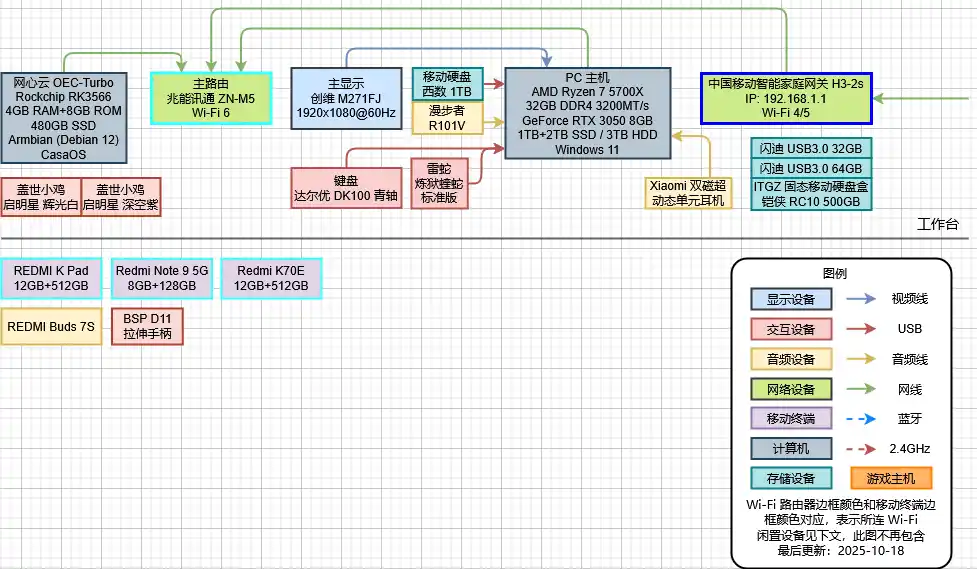 网心云 OEC-Turbo
Rockchip RK3566
4GB RAM+8GB ROM
480GB SSD
Armbian (Debian 12)
CasaOS
主路由
兆能讯通 ZN-M5
Wi-Fi 6
主显示
创维 M271FJ
1920x1080@60Hz
移动硬盘
西数 1TB
漫步者
R101V
PC 主机
AMD Ryzen 7 5700X
32GB DDR4 3200MT/s
GeForce RTX 3050 8GB
1TB+2TB SSD / 3TB HDD
Windows 11
中国移动智能家庭网关 H3-2s
IP: 192.168.1.1
Wi-Fi 4/5
盖世小鸡
启明星 辉光白
盖世小鸡
启明星 深空紫
键盘
达尔优 DK100 青轴
雷蛇
炼狱蝰蛇
标准版
Xiaomi 双磁超
动态单元耳机
闪迪 USB3.0 32GB
闪迪 USB3.0 64GB
ITGZ 固态移动硬盘盒
铠侠 RC10 500GB
工作台
REDMI K Pad
12GB+512GB
Redmi Note 9 5G
8GB+128GB
Redmi K70E
12GB+512GB
REDMI Buds 7S
BSP D11
拉伸手柄
图例
显示设备
视频线
交互设备
USB
音频设备
音频线
网络设备
网线
移动终端
蓝牙
计算机
2.4GHz
存储设备
游戏主机
Wi-Fi 路由器边框颜色和移动终端边
框颜色对应，表示所连 Wi-Fi
闲置设备见下文，此图不再包含
最后更新：2025-10-18